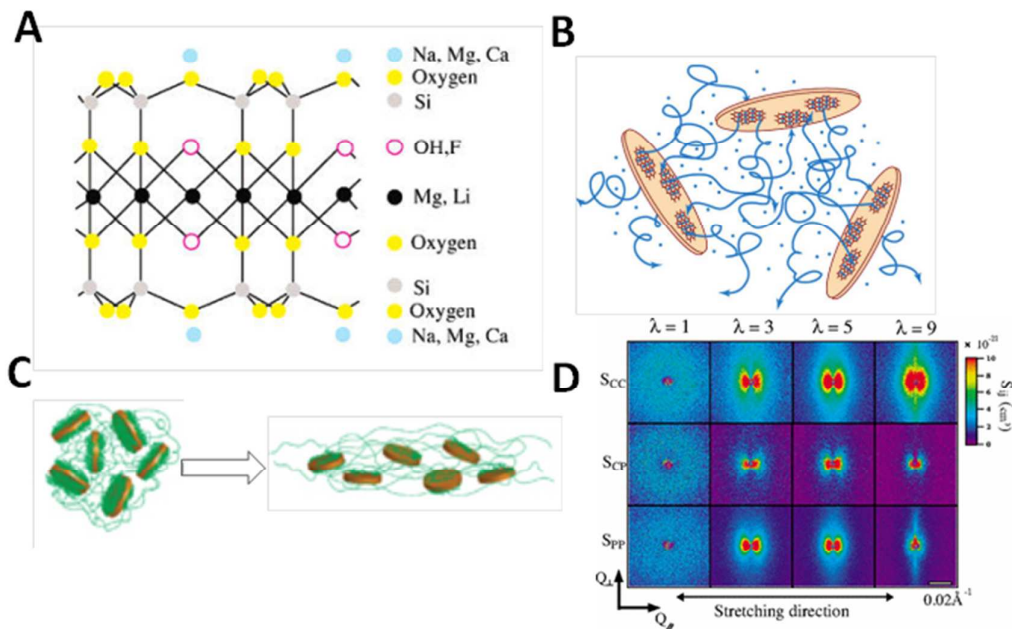 A
Na, Mg, Ca
Oxygen
Si
OH,F
Mg, Li
Oxygen
Si
Oxygen
Na, Mg, Ca
B
C
D
λ = 1 λ = 3 λ = 5 λ = 9
S_CC
S_CP
S_PP
× 10⁻²¹
10
8
6
4
2
0
S_ij (cm³)
Q⊥
Q∥
Stretching direction
0.02Å⁻¹